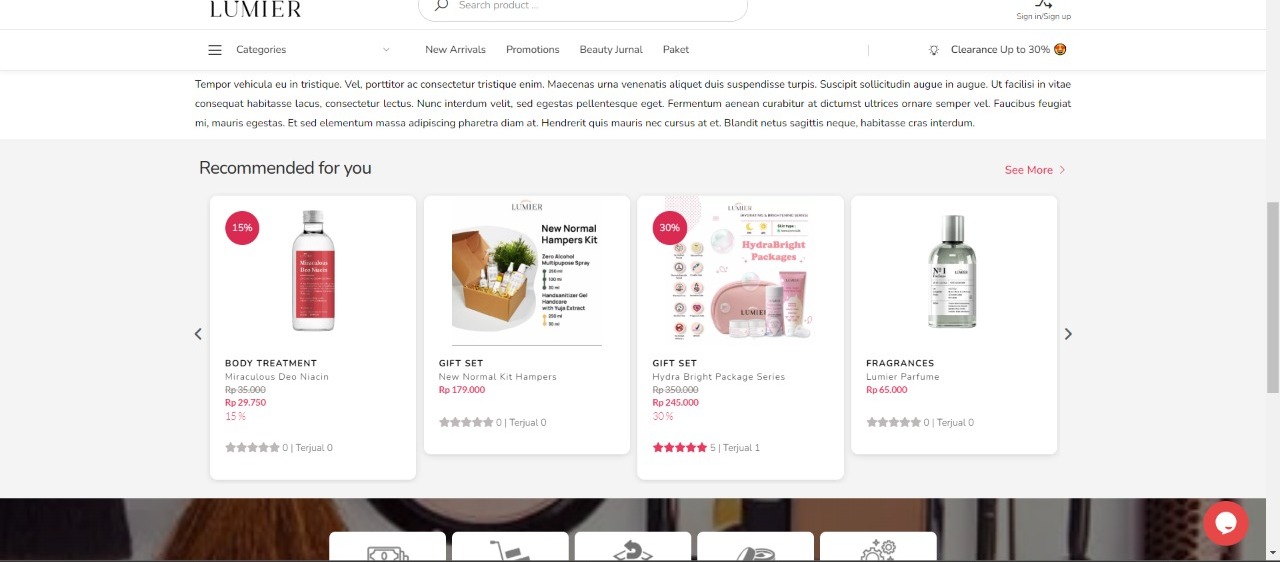 LUMIER
Search product ...
Sign in/Sign up
Categories
New Arrivals
Promotions
Beauty Jurnal
Paket
Clearance Up to 30%
Tempor vehicula eu in tristique. Vel, porttitor ac consectetur tristique enim. Maecenas urna venenatis aliquet duis suspendisse turpis. Suscipit sollicitudin augue in augue. Ut facilisi in vitae
consequat habitasse lacus, consectetur lectus. Nunc interdum velit, sed egestas pellentesque eget. Fermentum aenean curabitur at dictumst ultrices ornare semper vel. Faucibus feugiat
mi, mauris egestas. Et sed elementum massa adipiscing pharetra diam at. Hendrerit quis mauris nec cursus at et. Blandit netus sagittis neque, habitasse cras interdum.
Recommended for you
See More
15%
Miraculous
Deo Niacin
BODY TREATMENT
Miraculous Deo Niacin
Rp 35.000
Rp 29.750
15 %
0 | Terjual 0
LUMIER
New Normal
Hampers Kit
Zero Alcohol
Multipupose Spray
250 ml
100 ml
50 ml
Handsanitizer Gel
Handcare
with Yuja Extract
250 ml
50 ml
GIFT SET
New Normal Kit Hampers
Rp 179.000
0 | Terjual 0
30%
LUMIER
HYDRATING & BRIGHTENING SERIES
Skin type :
HydraBright
Packages
LUMIER
GIFT SET
Hydra Bright Package Series
Rp 350.000
Rp 245.000
30 %
5 | Terjual 1
Nº1
LUMIER
FRAGRANCES
Lumier Parfume
Rp 65.000
0 | Terjual 0